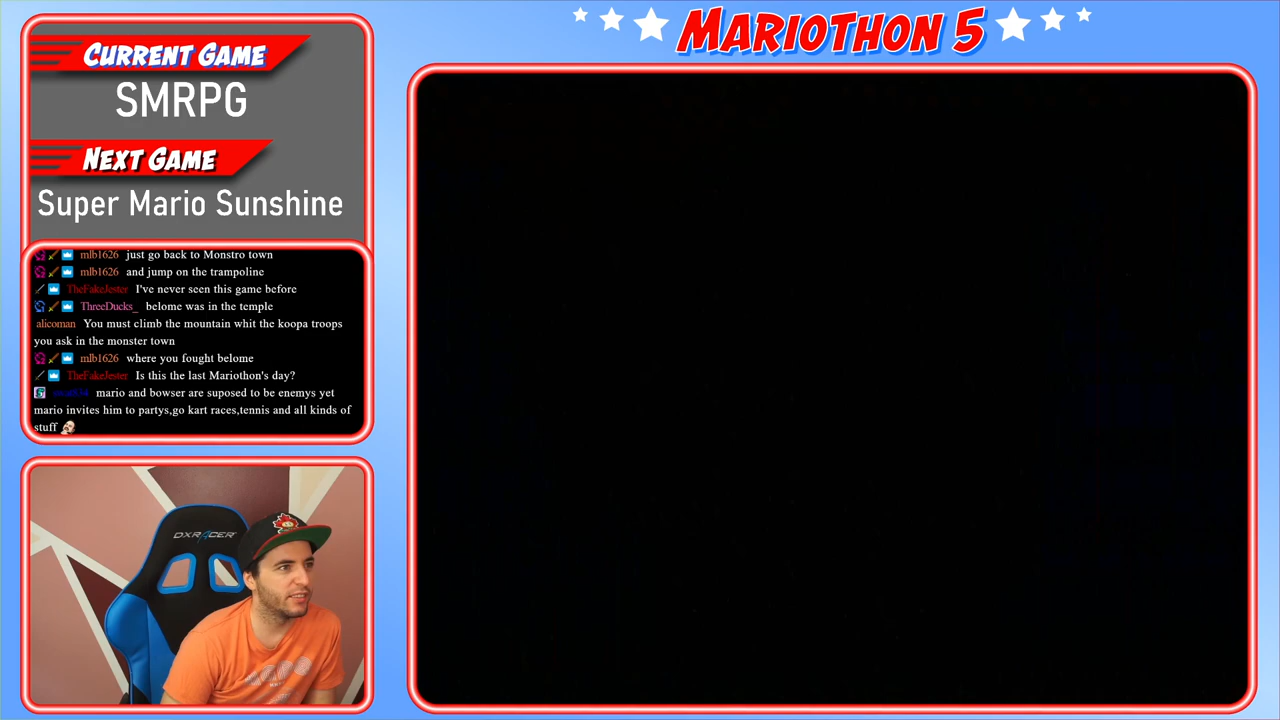 Mariothon 5
Current Game
SMRPG
Next Game
Super Mario Sunshine
mlb1626 just go back to Monstro town
mlb1626 and jump on the trampoline
TheFakeJester I've never seen this game before
ThreeDucks_ belome was in the temple
alicoman You must climb the mountain whit the koopa troops
you ask in the monster town
mlb1626 where you fought belome
TheFakeJester Is this the last Mariothon's day?
mario and bowser are suposed to be enemys yet
mario invites him to partys,go kart races,tennis and all kinds of
stuff
DXRACER